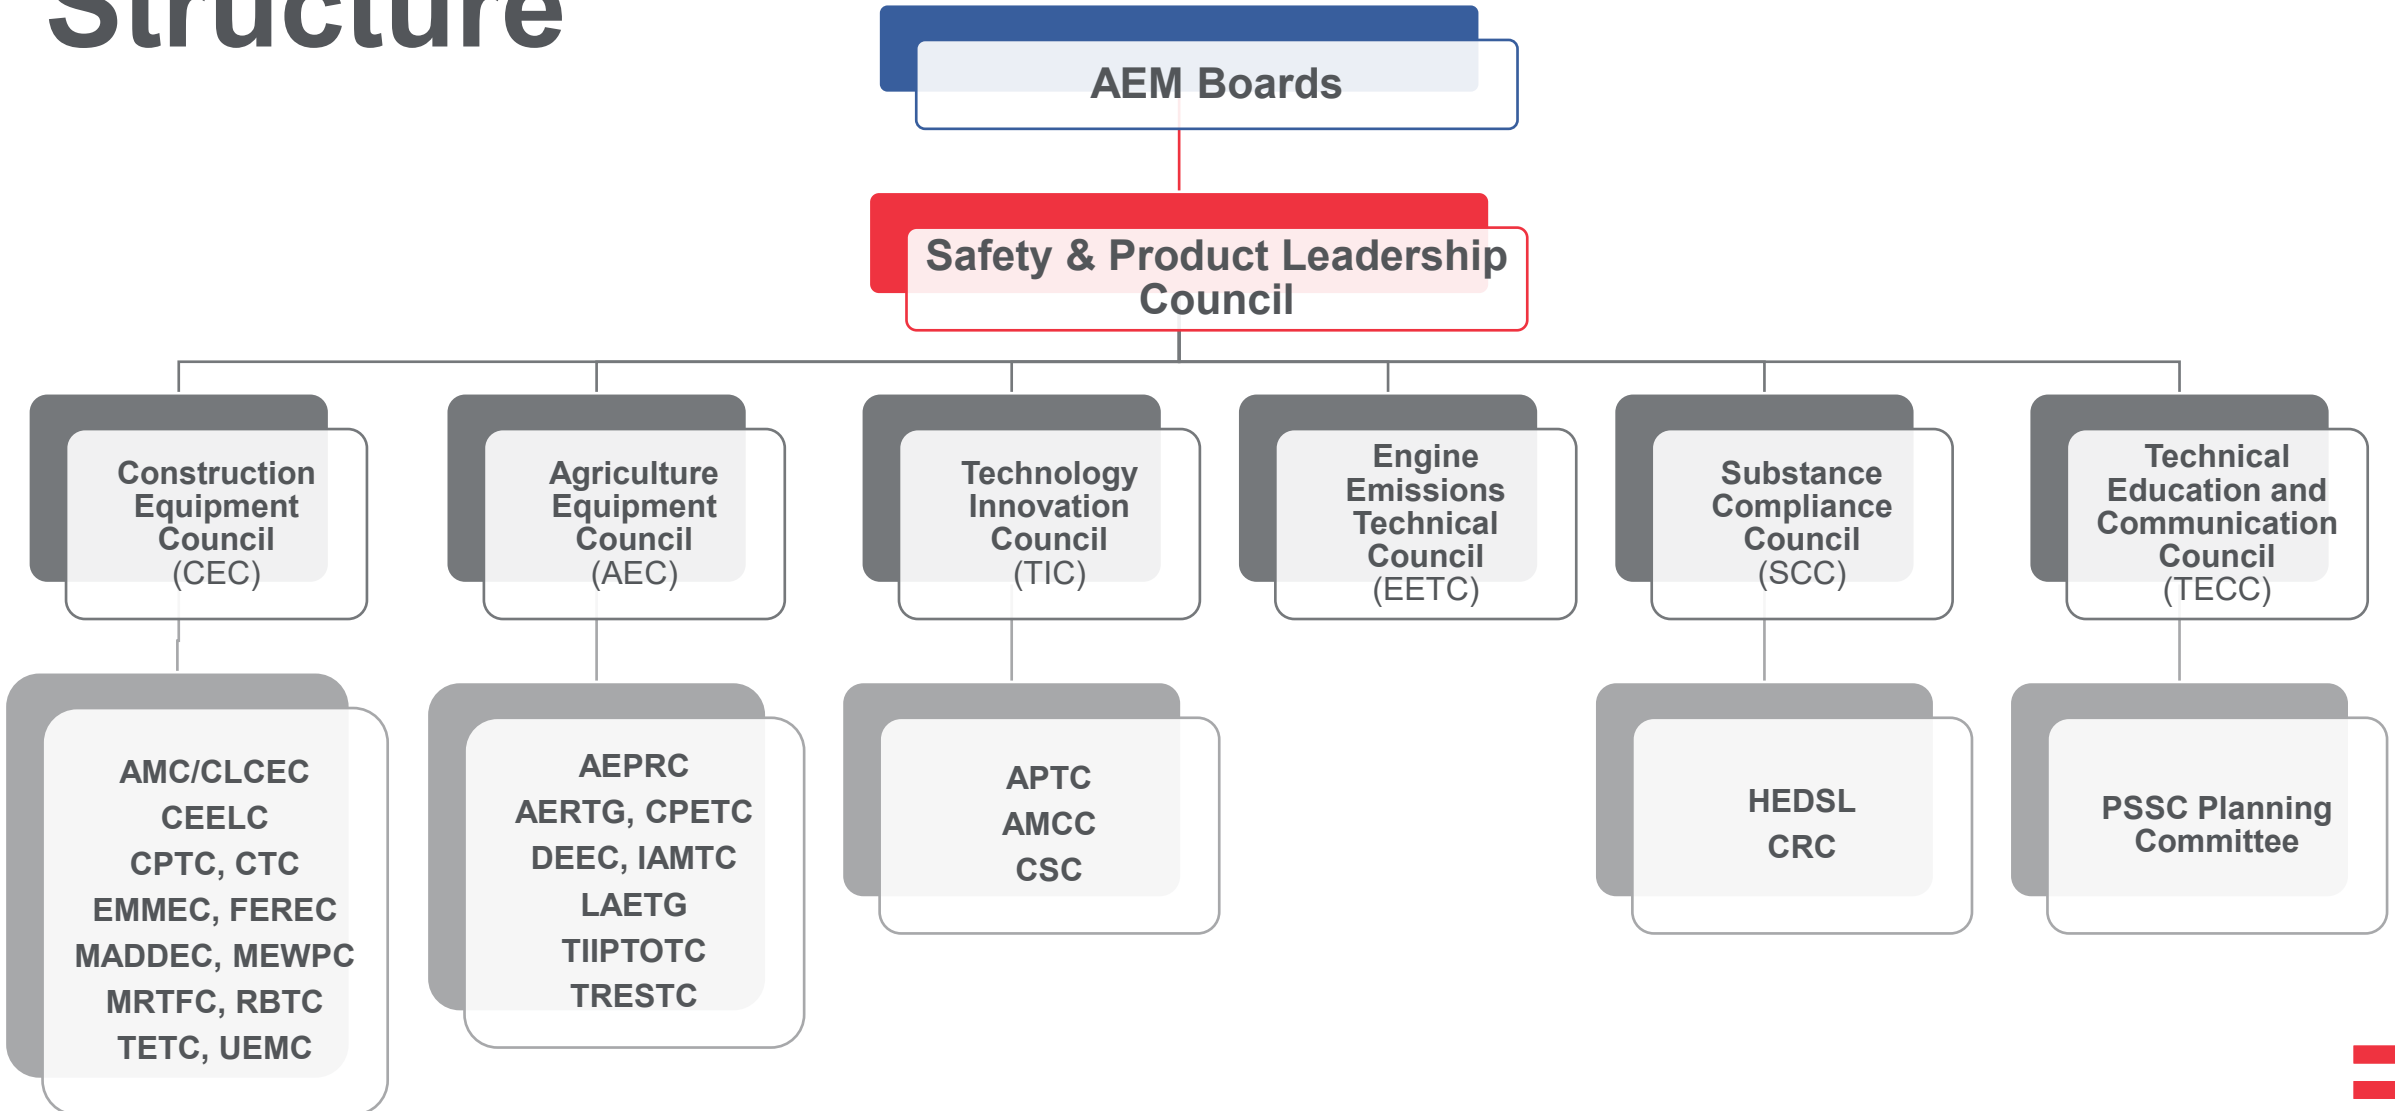 Structure
AEM Boards
Safety & Product Leadership
Council
Construction
Equipment
Council
(CEC)
Agriculture
Equipment
Council
(AEC)
Technology
Innovation
Council
(TIC)
Engine
Emissions
Technical
Council
(EETC)
Substance
Compliance
Council
(SCC)
Technical
Education and
Communication
Council
(TECC)
AMC/CLCEC
CEELC
CPTC, CTC
EMMEC, FEREC
MADDEC, MEWPC
MRTFC, RBTC
TETC, UEMC
AEPRC
AERTG, CPETC
DEEC, IAMTC
LAETG
TIIPTOTC
TRESTC
APTC
AMCC
CSC
HEDSL
CRC
PSSC Planning
Committee